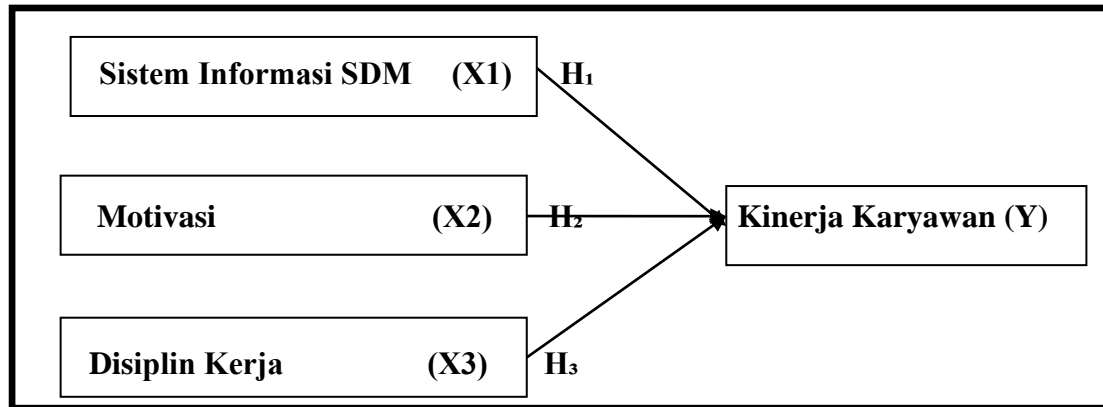 Sistem Informasi SDM (X1) H₁
Motivasi (X2) H₂ Kinerja Karyawan (Y)
Disiplin Kerja (X3) H₃